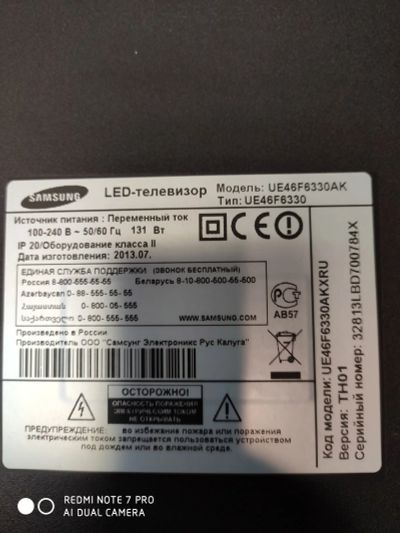 SAMSUNG
LED-телевизор
Модель: UE46F6330AK
Тип: UE46F6330
Источник питания : Переменный ток
100-240 В ~ 50/60 Гц 131 Вт
IP 20/Оборудование класса II
Дата изготовления: 2013.07.
ЕДИНАЯ СЛУЖБА ПОДДЕРЖКИ (ЗВОНОК БЕСПЛАТНЫЙ)
Россия 8-800-555-55-55 Беларусь 8-10-800-500-55-500
Azərbaycan 0- 88- 555- 55- 55
Հայաստան 0- 800- 05- 555
საქართველო 0- 800- 555- 555
WWW.SAMSUNG.COM
АВ57
Произведено в России
Производитель ООО "Самсунг Электроникс Рус Калуга"
ОСТОРОЖНО!
ОПАСНОСТЬ ПОРАЖЕНИЯ
ЭЛЕКТРИЧЕСКИМ ТОКОМ
НЕ ОТКРЫВАТЬ
ПРЕДУПРЕЖДЕНИЕ: во избежание пожара или поражения
электрическим током запрещается пользоваться устройством
под дождем или во влажной среде.
Код модели: UE46F6330AKXRU
Версия: TH01
Серийный номер: 32813LBD700784X
REDMI NOTE 7 PRO
AI DUAL CAMERA